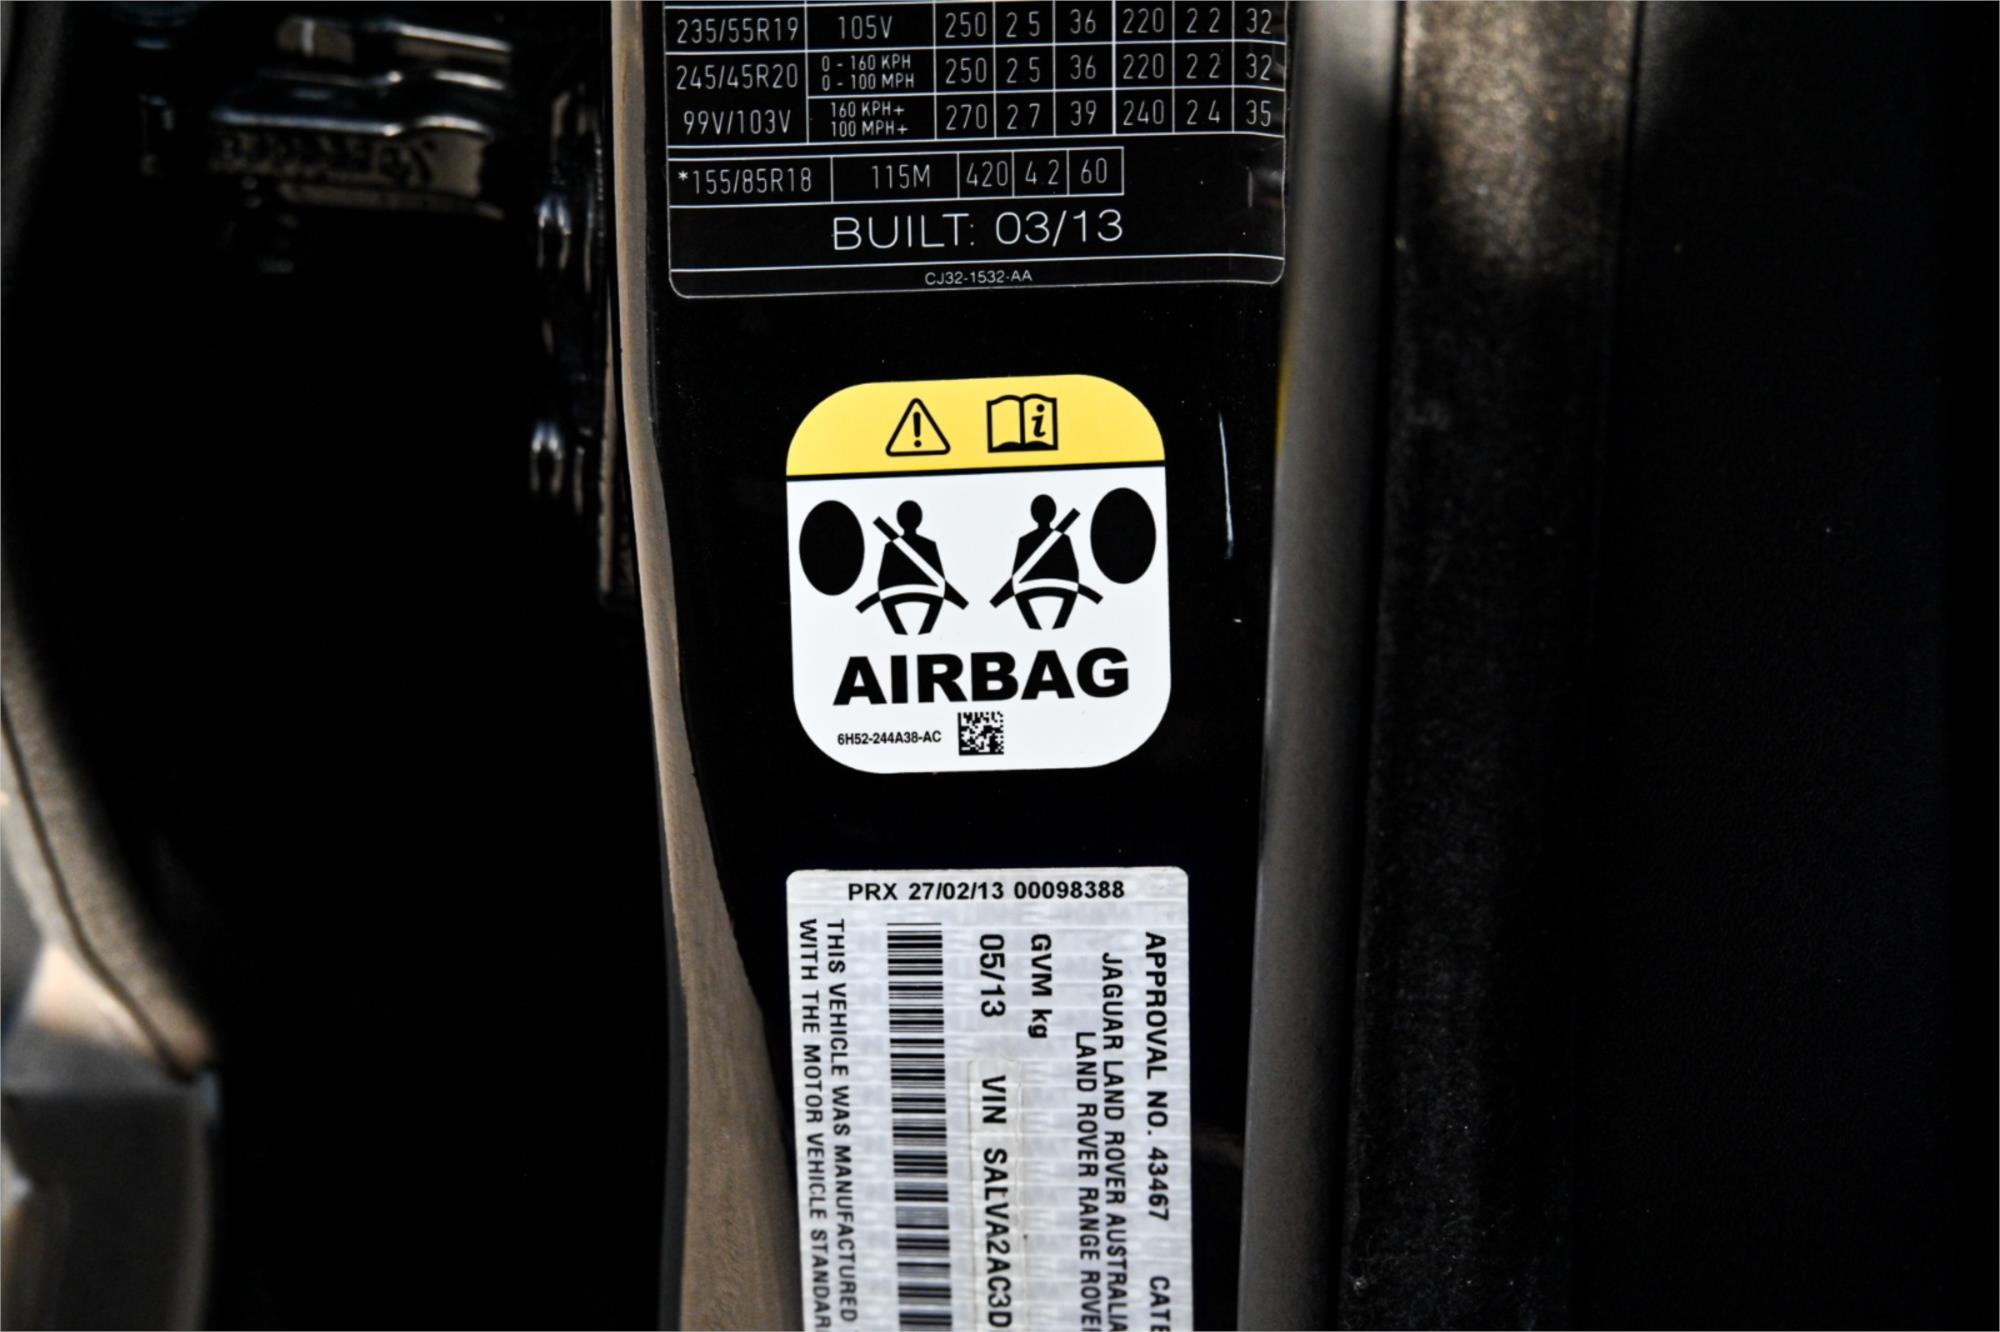 235/55R19 105V 250 2.5 36 220 2.2 32
245/45R20 0 - 160 KPH 250 2.5 36 220 2.2 32
0 - 100 MPH
99V/103V 160 KPH+ 270 2.7 39 240 2.4 35
100 MPH+
*155/85R18 115M 420 4.2 60
BUILT: 03/13
CJ32-1532-AA
AIRBAG
6H52-244A38-AC
PRX 27/02/13 00098388
APPROVAL NO. 43467 CATE
JAGUAR LAND ROVER AUSTRALIA
LAND ROVER RANGE ROVER
GVM kg
05/13 VIN SALVA2AC3D
THIS VEHICLE WAS MANUFACTURED
WITH THE MOTOR VEHICLE STANDAR